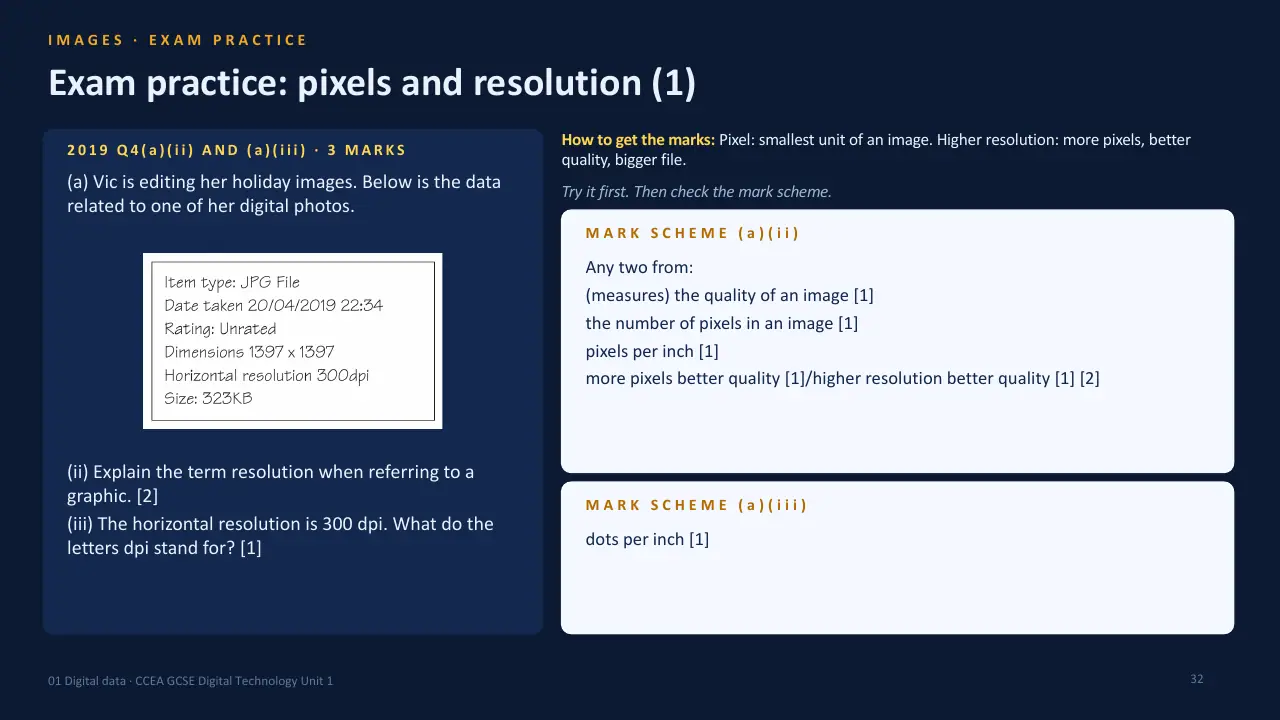 IMAGES · EXAM PRACTICE
Exam practice: pixels and resolution (1)
2019 Q4(a)(ii) AND (a)(iii) · 3 MARKS
(a) Vic is editing her holiday images. Below is the data
related to one of her digital photos.
Item type: JPG File
Date taken 20/04/2019 22:34
Rating: Unrated
Dimensions 1397 x 1397
Horizontal resolution 300dpi
Size: 323KB
(ii) Explain the term resolution when referring to a
graphic. [2]
(iii) The horizontal resolution is 300 dpi. What do the
letters dpi stand for? [1]
How to get the marks: Pixel: smallest unit of an image. Higher resolution: more pixels, better
quality, bigger file.
Try it first. Then check the mark scheme.
MARK SCHEME (a)(ii)
Any two from:
(measures) the quality of an image [1]
the number of pixels in an image [1]
pixels per inch [1]
more pixels better quality [1]/higher resolution better quality [1] [2]
MARK SCHEME (a)(iii)
dots per inch [1]
01 Digital data · CCEA GCSE Digital Technology Unit 1
32